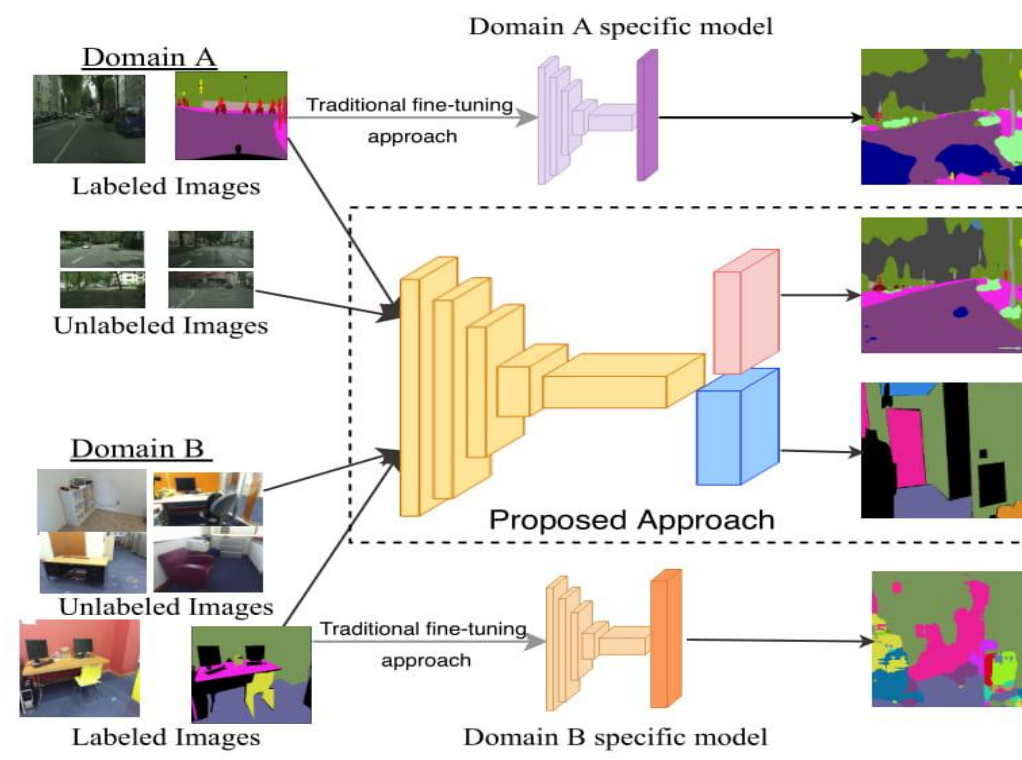 Domain A specific model
Domain A
Traditional fine-tuning
approach
Labeled Images
Unlabeled Images
Domain B
Proposed Approach
Unlabeled Images
Traditional fine-tuning
approach
Labeled Images
Domain B specific model